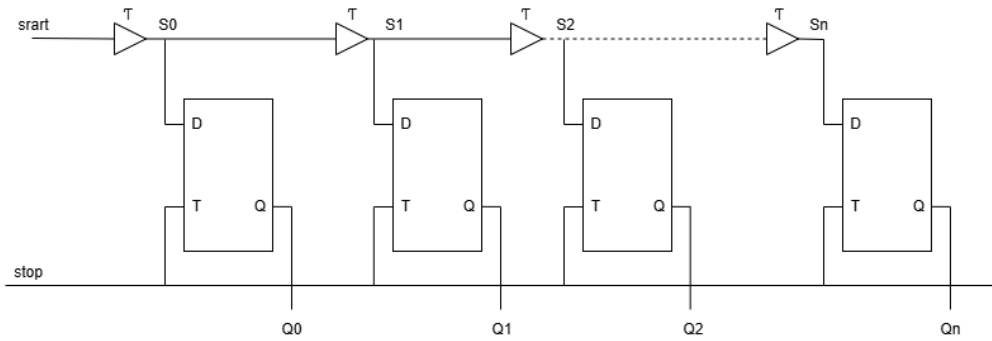 τ τ τ τ
srart S0 S1 S2 Sn
D D D D
T Q T Q T Q T Q
stop
Q0 Q1 Q2 Qn